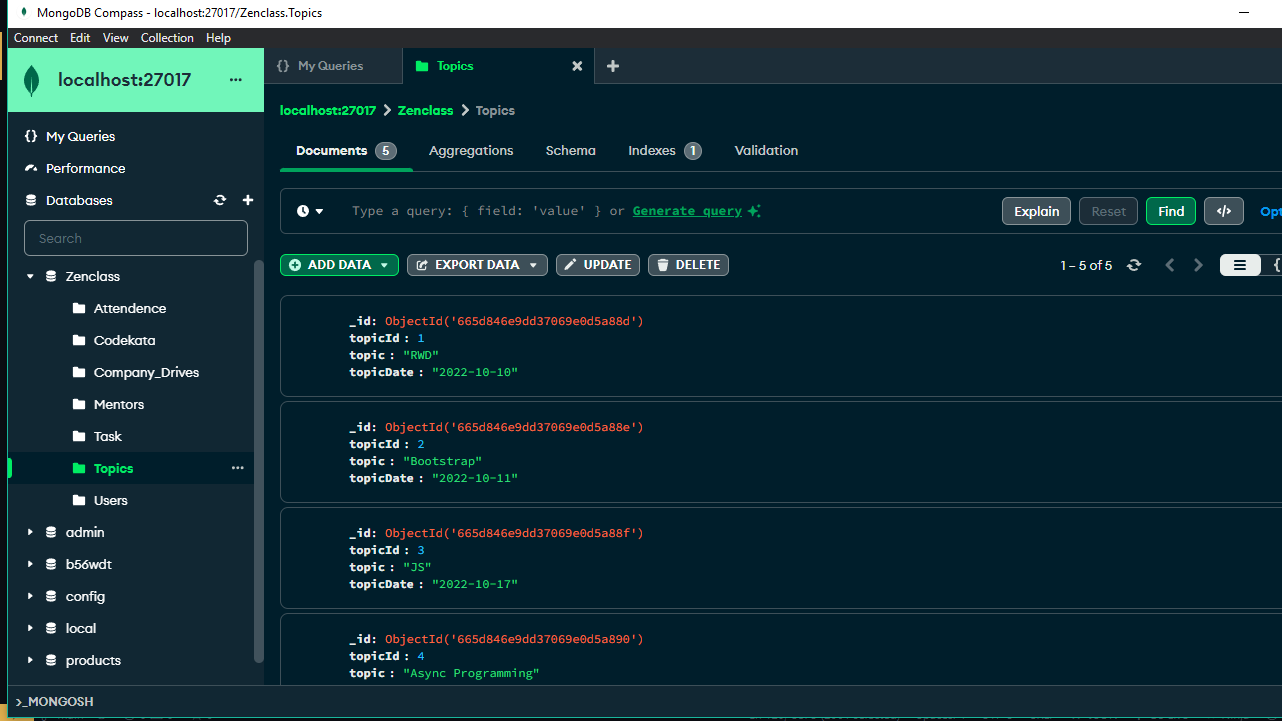 MongoDB Compass - localhost:27017/Zenclass.Topics
Connect Edit View Collection Help
localhost:27017 ...
{} My Queries
Performance
Databases
Search
Zenclass
Attendence
Codekata
Company_Drives
Mentors
Task
Topics ...
Users
admin
b56wdt
config
local
products
{} My Queries
Topics
localhost:27017 > Zenclass > Topics
Documents 5 Aggregations Schema Indexes 1 Validation
Type a query: { field: 'value' } or Generate query
Explain Reset Find </> Opt
ADD DATA EXPORT DATA UPDATE DELETE
1 – 5 of 5
{
_id: ObjectId('665d846e9dd37069e0d5a88d')
topicId : 1
topic : "RWD"
topicDate : "2022-10-10"
_id: ObjectId('665d846e9dd37069e0d5a88e')
topicId : 2
topic : "Bootstrap"
topicDate : "2022-10-11"
_id: ObjectId('665d846e9dd37069e0d5a88f')
topicId : 3
topic : "JS"
topicDate : "2022-10-17"
_id: ObjectId('665d846e9dd37069e0d5a890')
topicId : 4
topic : "Async Programming"
>_MONGOSH